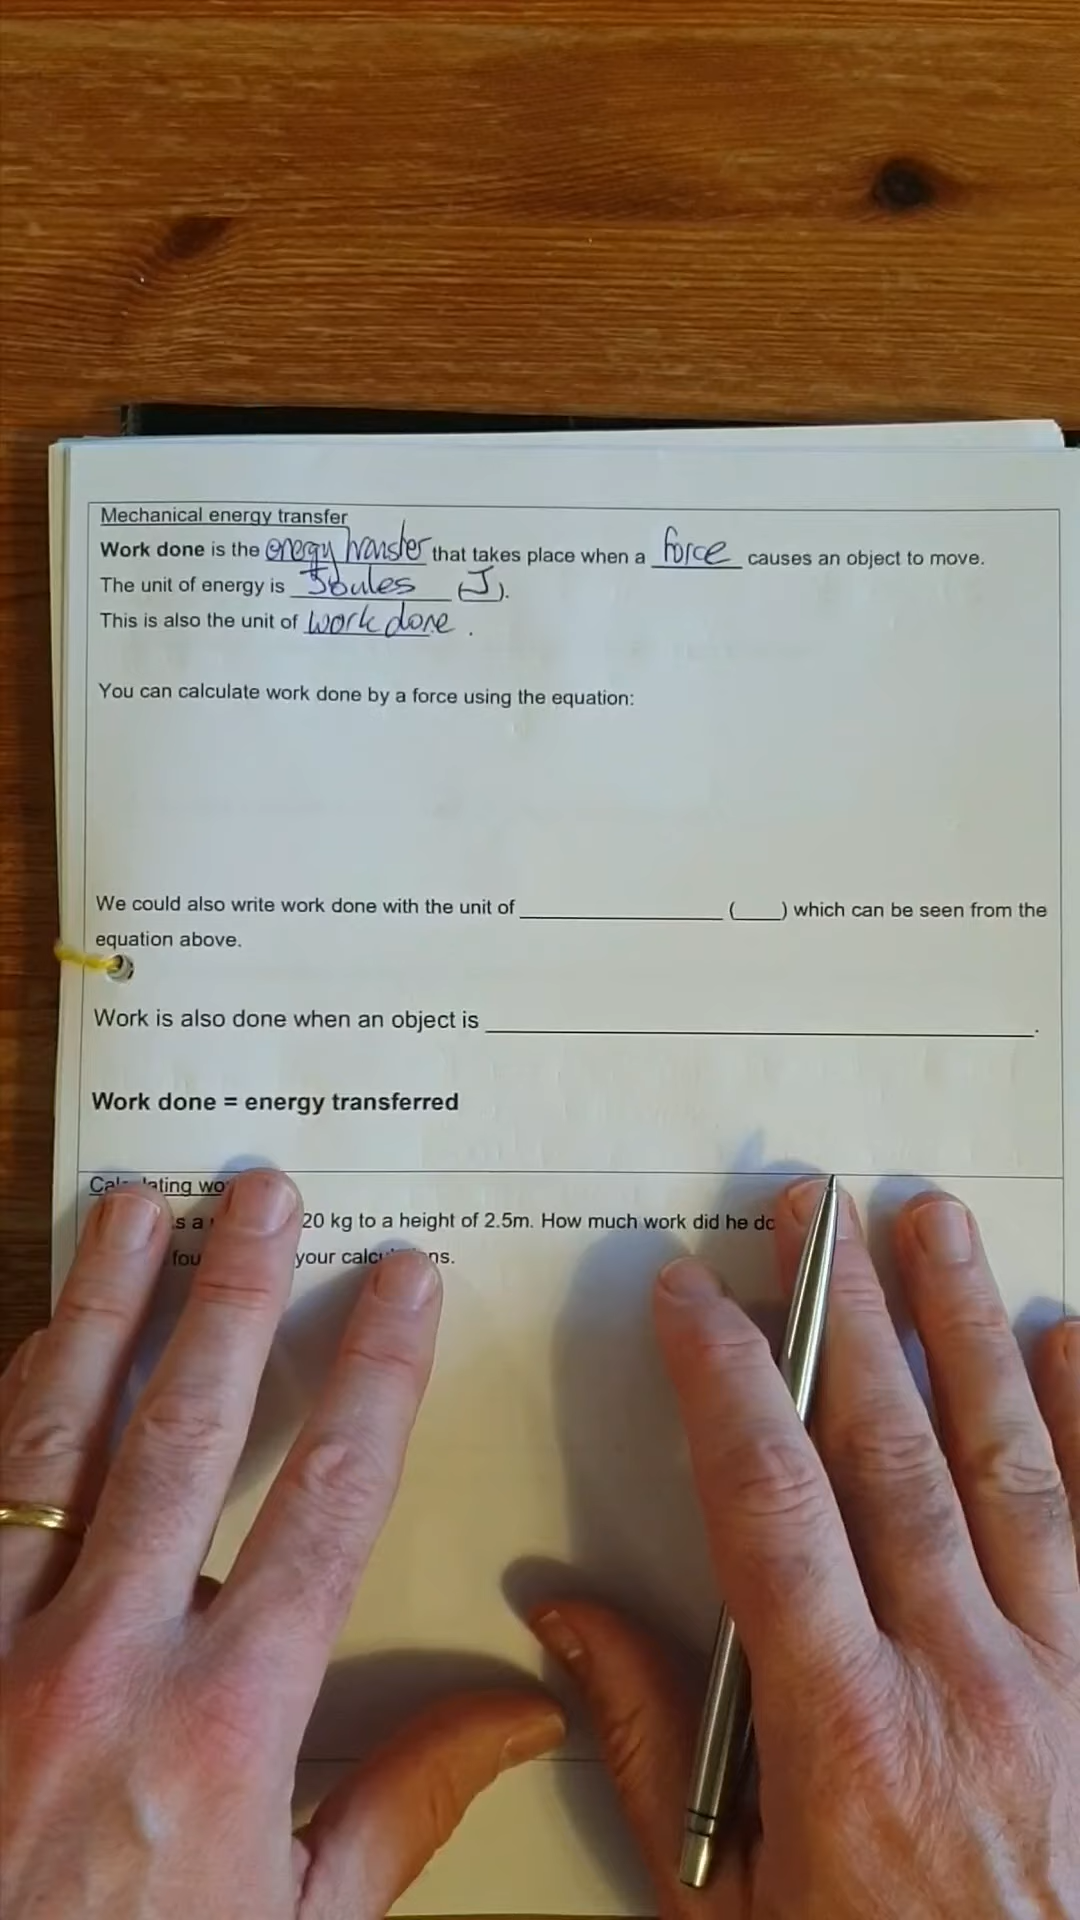 Mechanical energy transfer
Work done is the energy transfer that takes place when a force causes an object to move.
The unit of energy is Joules (J).
This is also the unit of work done.
You can calculate work done by a force using the equation:
We could also write work done with the unit of ____________ (____) which can be seen from the
equation above.
Work is also done when an object is ____________.
Work done = energy transferred
20 kg to a height of 2.5m. How much work did he do
your